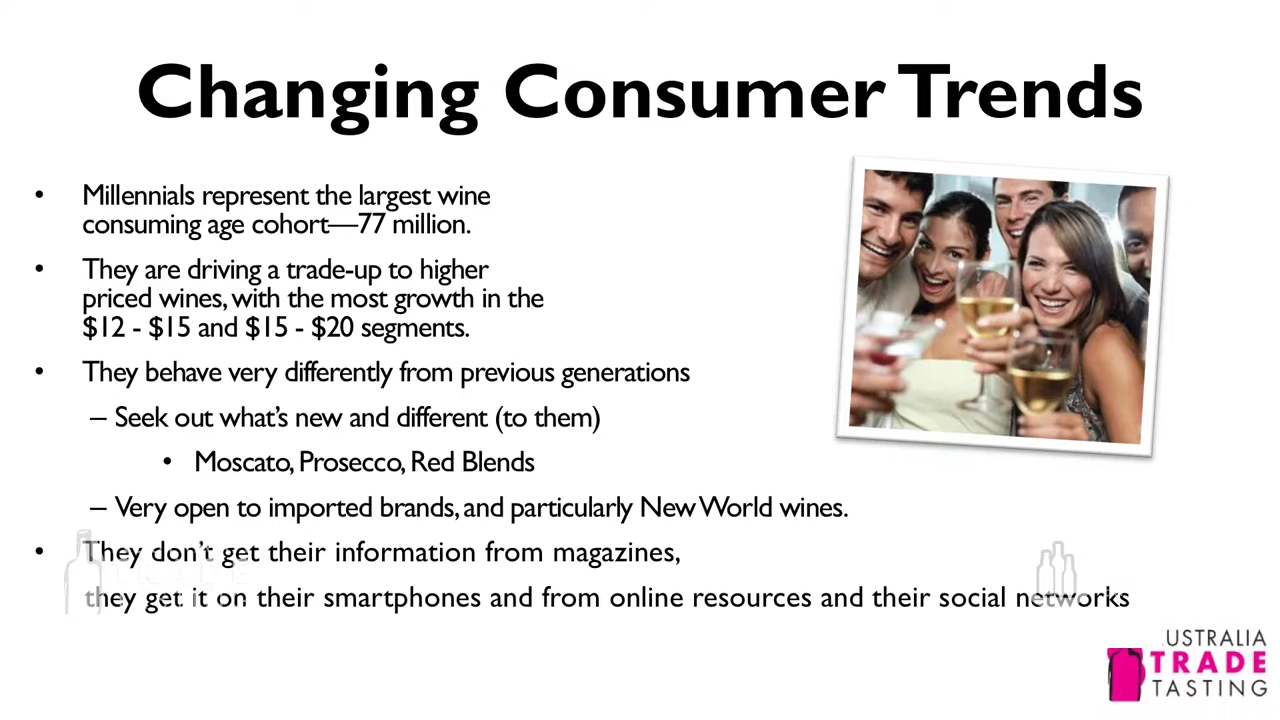 Changing Consumer Trends
• Millennials represent the largest wine
consuming age cohort—77 million.
• They are driving a trade-up to higher
priced wines, with the most growth in the
$12 - $15 and $15 - $20 segments.
• They behave very differently from previous generations
– Seek out what's new and different (to them)
• Moscato, Prosecco, Red Blends
– Very open to imported brands, and particularly New World wines.
• They don't get their information from magazines,
they get it on their smartphones and from online resources and their social networks
USTRALIA
TRADE
TASTING